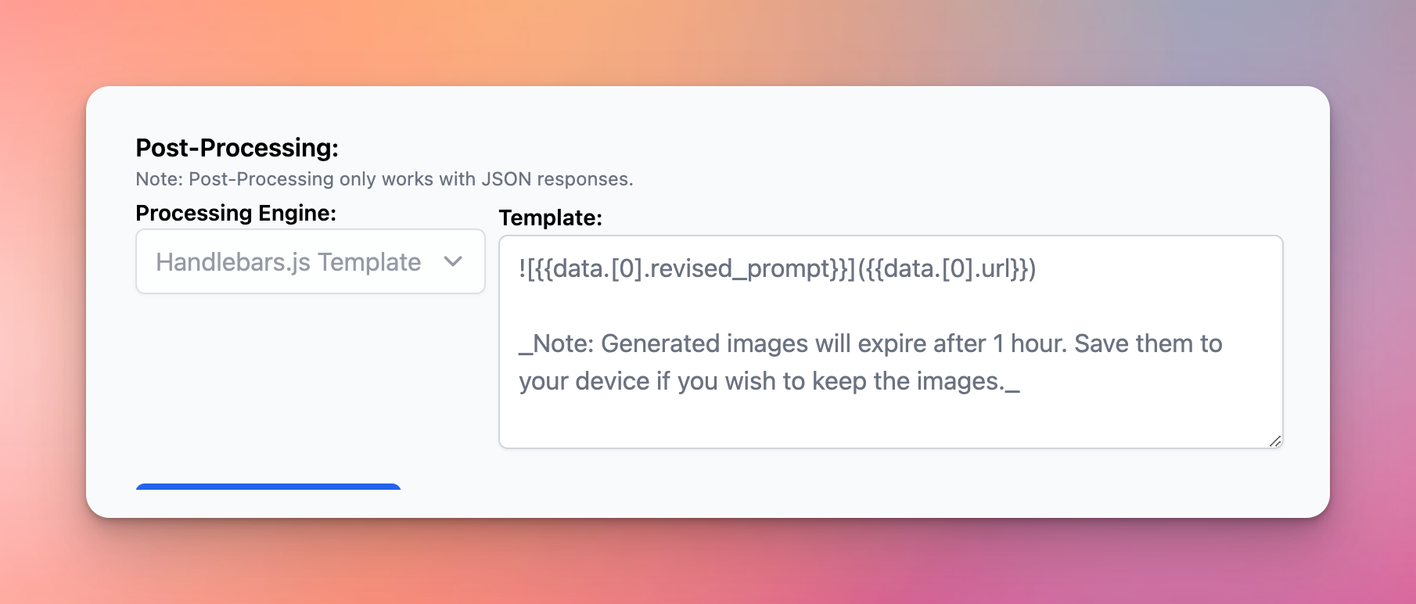 Post-Processing:
Note: Post-Processing only works with JSON responses.
Processing Engine:
Handlebars.js Template
Template:
![{{data.[0].revised_prompt}}]({{data.[0].url}})
_Note: Generated images will expire after 1 hour. Save them to
your device if you wish to keep the images._